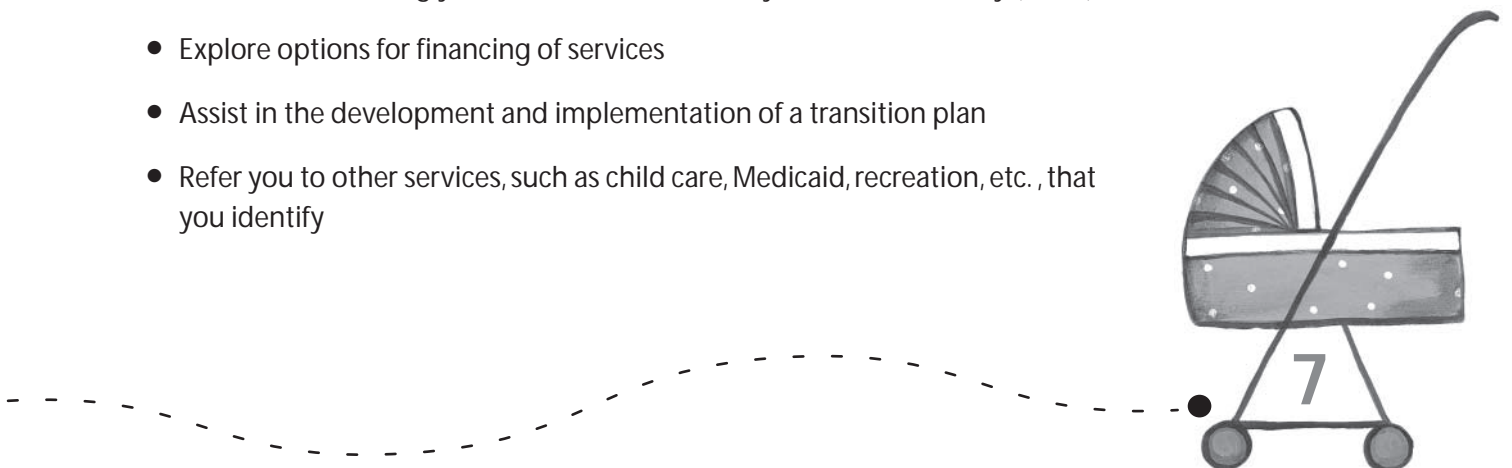 • Explore options for financing of services
• Assist in the development and implementation of a transition plan
• Refer you to other services, such as child care, Medicaid, recreation, etc., that
you identify
7